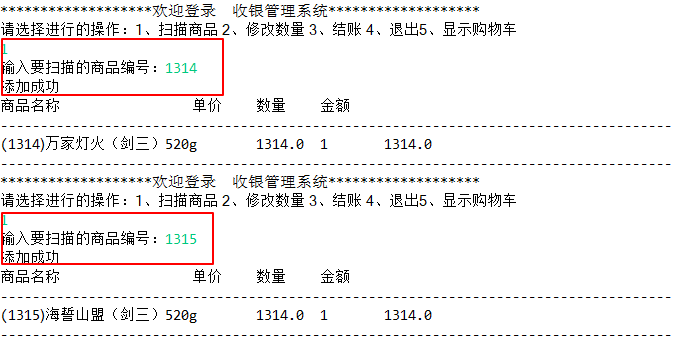 *******************欢迎登录  收银管理系统*******************
请选择进行的操作：1、扫描商品 2、修改数量 3、结账 4、退出5、显示购物车
1
输入要扫描的商品编号：1314
添加成功
商品名称 单价 数量 金额
------------------------------------------------------------------------------------
(1314)万家灯火（剑三）520g 1314.0 1 1314.0
------------------------------------------------------------------------------------
*******************欢迎登录  收银管理系统*******************
请选择进行的操作：1、扫描商品 2、修改数量 3、结账 4、退出5、显示购物车
1
输入要扫描的商品编号：1315
添加成功
商品名称 单价 数量 金额
------------------------------------------------------------------------------------
(1315)海誓山盟（剑三）520g 1314.0 1 1314.0
------------------------------------------------------------------------------------